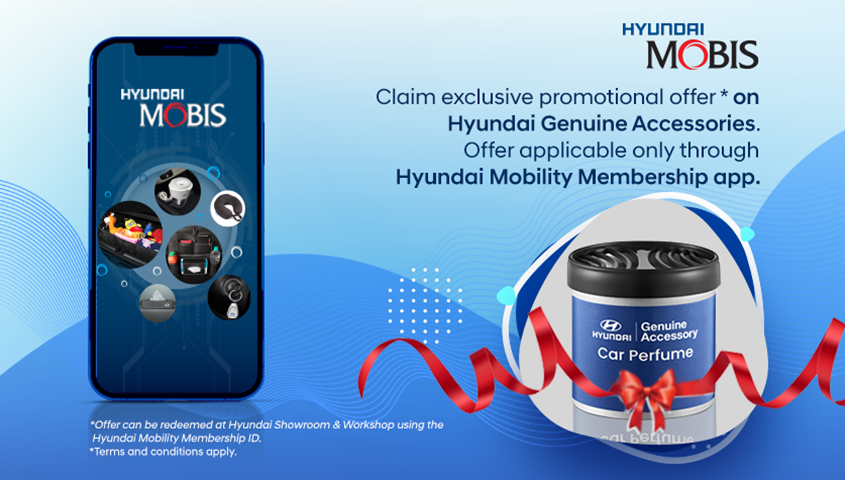 HYUNDAI
MOBIS
HYUNDAI
MOBIS
Claim exclusive promotional offer * on
Hyundai Genuine Accessories.
Offer applicable only through
Hyundai Mobility Membership app.
HYUNDAI | Genuine
Accessory
Car Perfume
Car Perfume
*Offer can be redeemed at Hyundai Showroom & Workshop using the
Hyundai Mobility Membership ID.
*Terms and conditions apply.